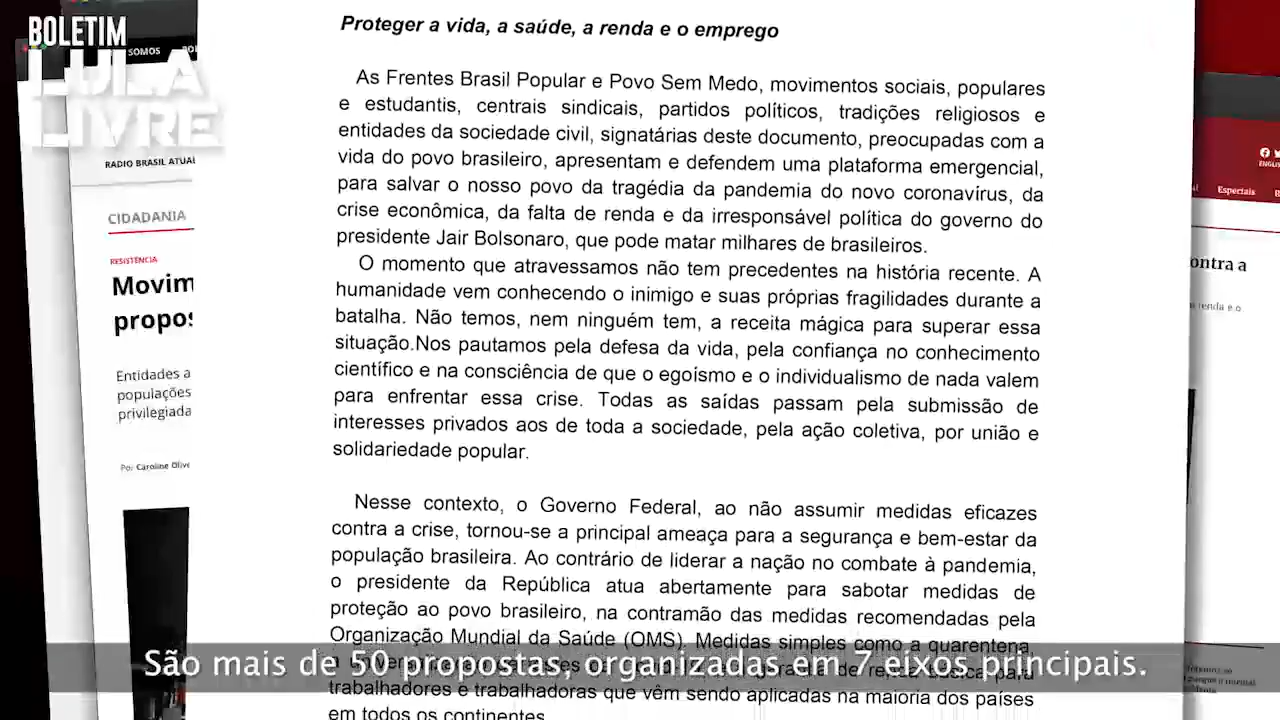 BOLETIM
LULA
LIVRE
SOMOS
RADIO BRASIL ATUAL
CIDADANIA
RESISTÊNCIA
Movim
propos
Entidades a
populações
privilegiada
Por Caroline Olive
Proteger a vida, a saúde, a renda e o emprego
As Frentes Brasil Popular e Povo Sem Medo, movimentos sociais, populares
e estudantis, centrais sindicais, partidos políticos, tradições religiosos e
entidades da sociedade civil, signatárias deste documento, preocupadas com a
vida do povo brasileiro, apresentam e defendem uma plataforma emergencial,
para salvar o nosso povo da tragédia da pandemia do novo coronavírus, da
crise econômica, da falta de renda e da irresponsável política do governo do
presidente Jair Bolsonaro, que pode matar milhares de brasileiros.
O momento que atravessamos não tem precedentes na história recente. A
humanidade vem conhecendo o inimigo e suas próprias fragilidades durante a
batalha. Não temos, nem ninguém tem, a receita mágica para superar essa
situação.Nos pautamos pela defesa da vida, pela confiança no conhecimento
científico e na consciência de que o egoísmo e o individualismo de nada valem
para enfrentar essa crise. Todas as saídas passam pela submissão de
interesses privados aos de toda a sociedade, pela ação coletiva, por união e
solidariedade popular.
Nesse contexto, o Governo Federal, ao não assumir medidas eficazes
contra a crise, tornou-se a principal ameaça para a segurança e bem-estar da
população brasileira. Ao contrário de liderar a nação no combate à pandemia,
o presidente da República atua abertamente para sabotar medidas de
proteção ao povo brasileiro, na contramão das medidas recomendadas pela
Organização Mundial da Saúde (OMS). Medidas simples como a quarentena,
trabalhadores e trabalhadoras que vêm sendo aplicadas na maioria dos países
em todos os continentes
São mais de 50 propostas, organizadas em 7 eixos principais.
Especiais
ontra a
renda e o